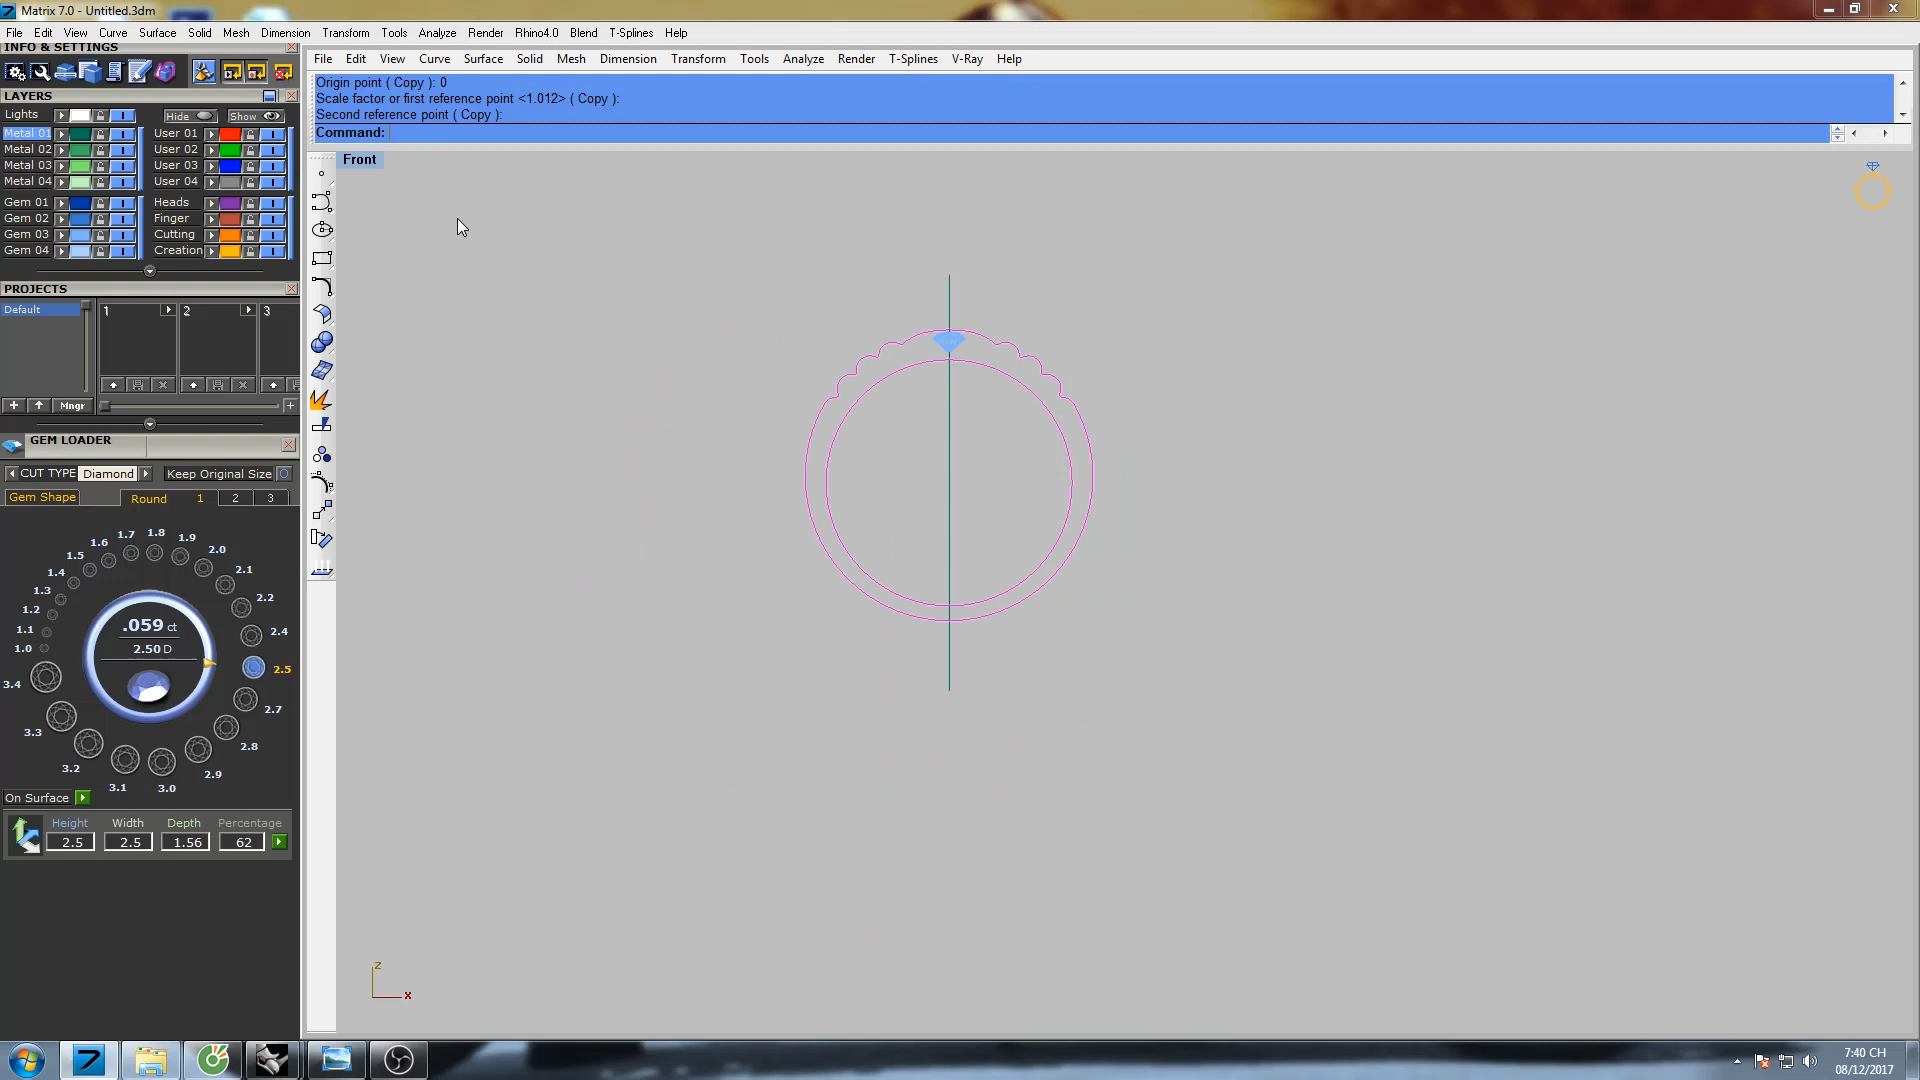 Matrix 7.0 - Untitled.3dm
File Edit View Curve Surface Solid Mesh Dimension Transform Tools Analyze Render Rhino4.0 Blend T-Splines Help
INFO & SETTINGS
File Edit View Curve Surface Solid Mesh Dimension Transform Tools Analyze Render T-Splines V-Ray Help
Origin point ( Copy ): 0
Scale factor or first reference point <1.012> ( Copy ):
Second reference point ( Copy ):
Command:
Front
LAYERS
Lights Hide Show
Metal 01 User 01
Metal 02 User 02
Metal 03 User 03
Metal 04 User 04
Gem 01 Heads
Gem 02 Finger
Gem 03 Cutting
Gem 04 Creation
PROJECTS
Default 1 2 3
Mngr
GEM LOADER
CUT TYPE Diamond Keep Original Size
Gem Shape Round 1 2 3
1.8
1.7 1.9
1.6 2.0
1.5 2.1
1.4
1.3 2.2
1.2
1.1 2.4
1.0
.059 ct
2.50 D
2.5
3.4
2.7
3.3
2.8
3.2 2.9
3.1 3.0
On Surface
Height Width Depth Percentage
2.5 2.5 1.56 62
z
x
7:40 CH
08/12/2017